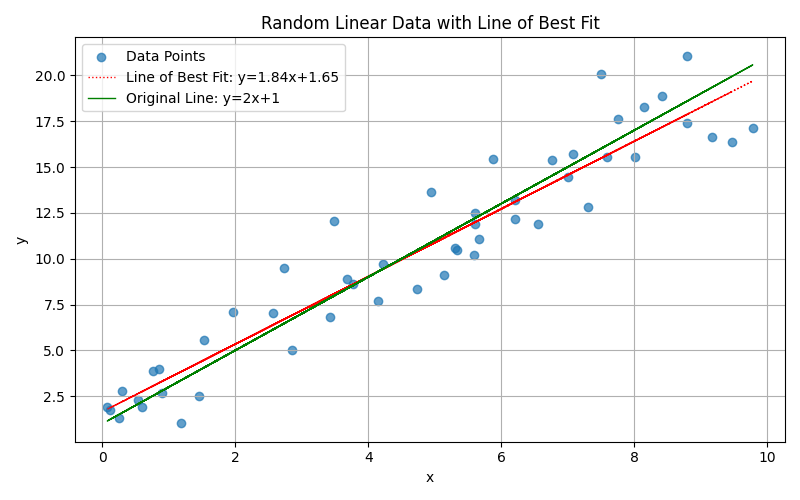 Random Linear Data with Line of Best Fit
Data Points
Line of Best Fit: y=1.84x+1.65
Original Line: y=2x+1
20.0
17.5
15.0
12.5
10.0
7.5
5.0
2.5
y
0 2 4 6 8 10
x